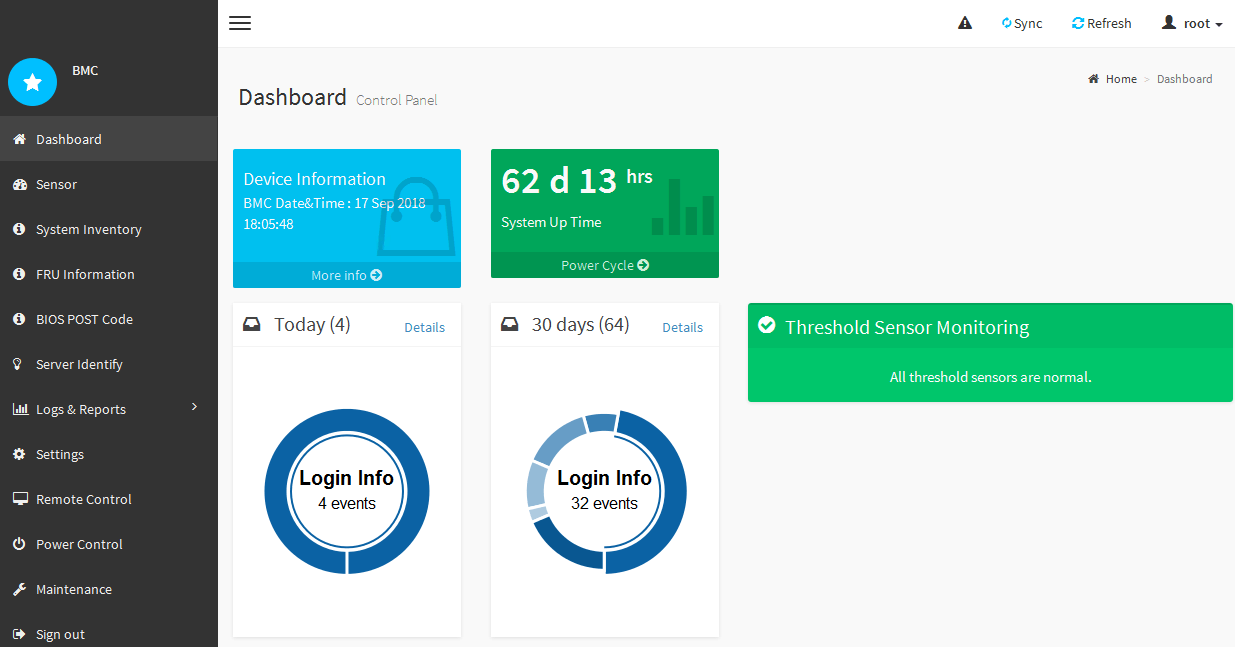 Sync
Refresh
root
BMC
Home > Dashboard
Dashboard Control Panel
Dashboard
Sensor
System Inventory
FRU Information
BIOS POST Code
Server Identify
Logs & Reports
Settings
Remote Control
Power Control
Maintenance
Sign out
Device Information
BMC Date&Time : 17 Sep 2018
18:05:48
More info
62 d 13 hrs
System Up Time
Power Cycle
Today (4) Details
Login Info
4 events
30 days (64) Details
Login Info
32 events
Threshold Sensor Monitoring
All threshold sensors are normal.